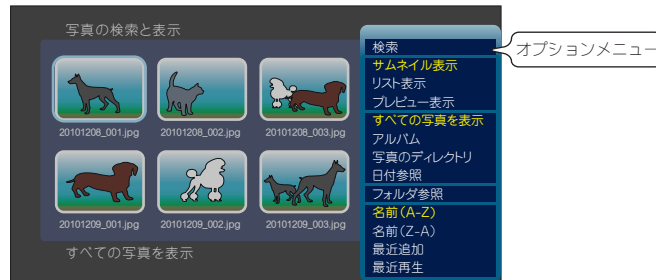 写真の検索と表示
20101208_001.jpg
20101208_002.jpg
20101208_003.jpg
20101209_001.jpg
20101209_002.jpg
20101209_003.jpg
すべての写真を表示
検索
サムネイル表示
リスト表示
プレビュー表示
すべての写真を表示
アルバム
写真のディレクトリ
日付参照
フォルダ参照
名前(A-Z)
名前(Z-A)
最近追加
最近再生
オプションメニュー